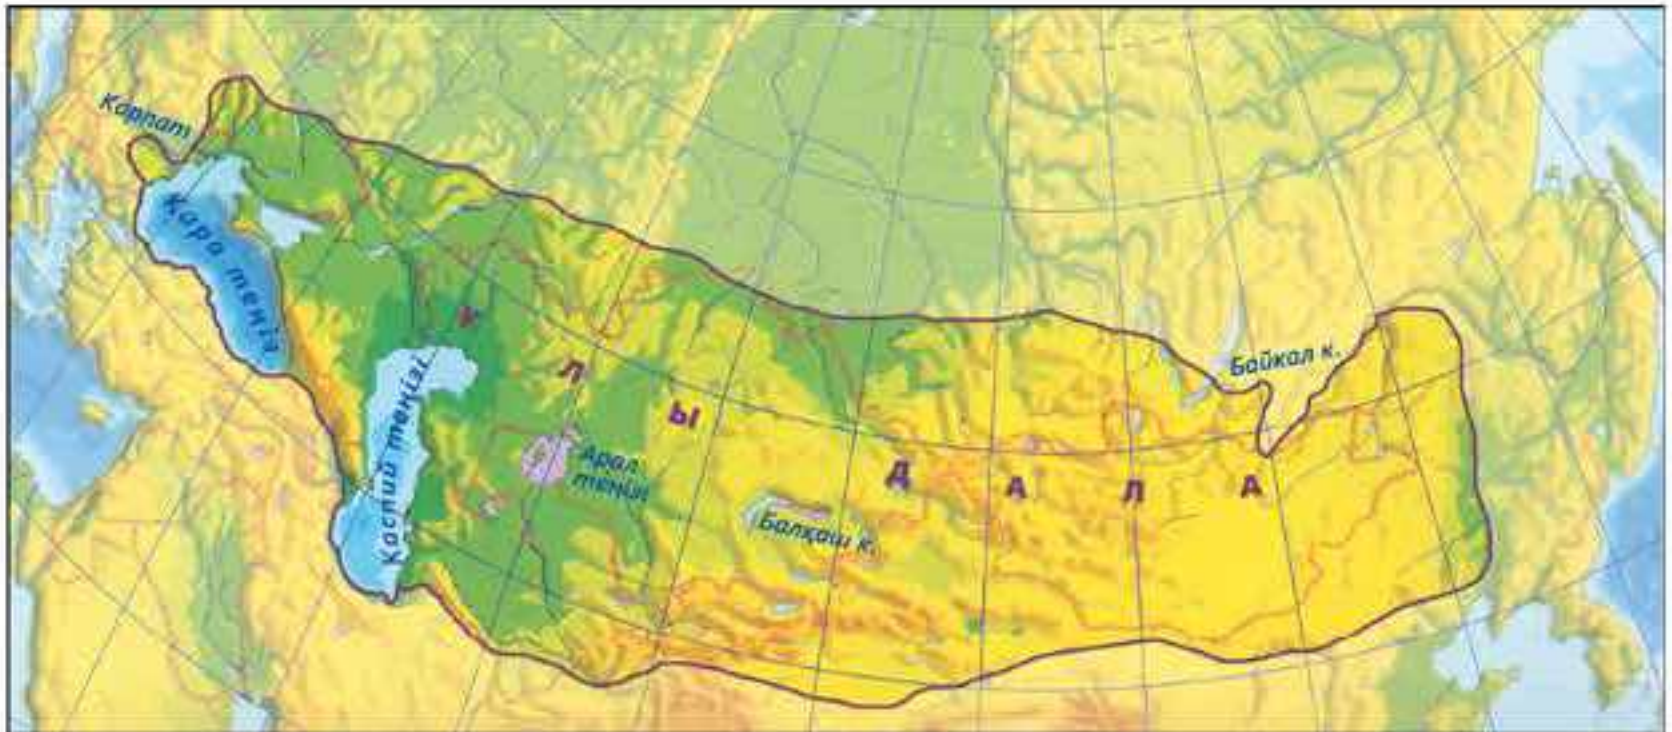 Карпат
Қара теңіз
Каспий теңізі
Ұ Л Ы Д А Л А
Арал
теңізі
Балқаш к.
Байкал к.